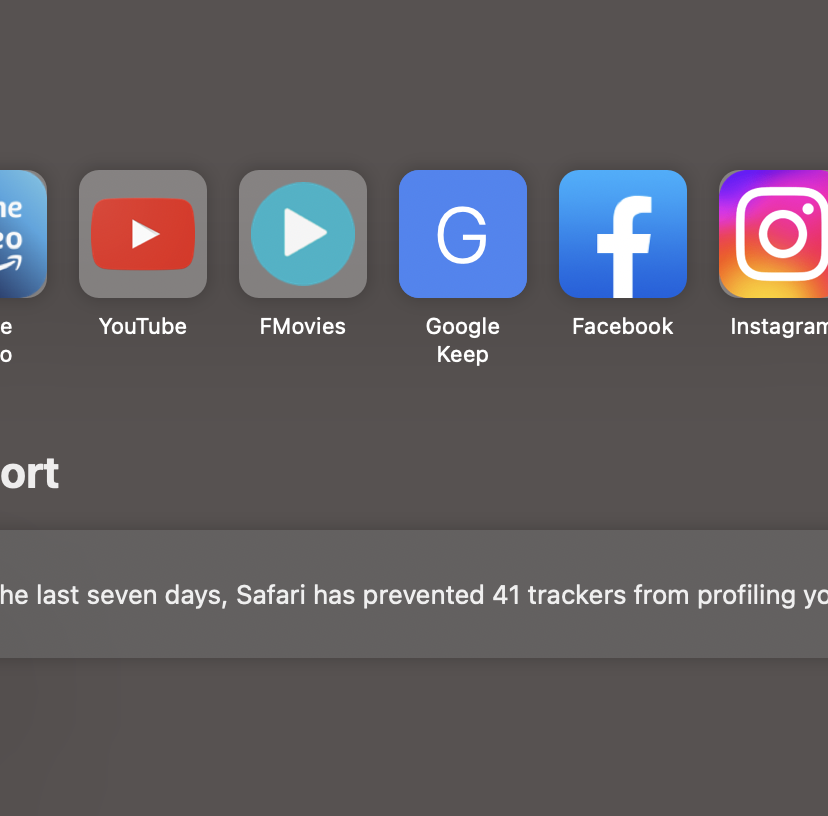 ne
eo
G
e
o
YouTube
FMovies
Google
Keep
Facebook
Instagram
ort
he last seven days, Safari has prevented 41 trackers from profiling yo